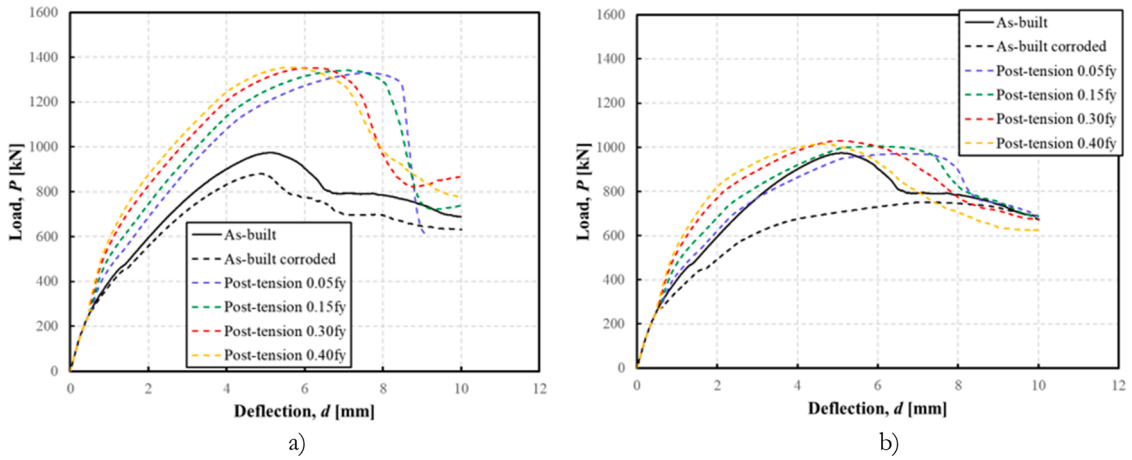 a)
1600
1400
1200
1000
800
600
400
200
0
Load, P [kN]
0 2 4 6 8 10 12
Deflection, d [mm]
As-built
As-built corroded
Post-tension 0.05fy
Post-tension 0.15fy
Post-tension 0.30fy
Post-tension 0.40fy
a)
b)
1600
1400
1200
1000
800
600
400
200
0
Load, P [kN]
0 2 4 6 8 10 12
Deflection, d [mm]
As-built
As-built corroded
Post-tension 0.05fy
Post-tension 0.15fy
Post-tension 0.30fy
Post-tension 0.40fy
b)